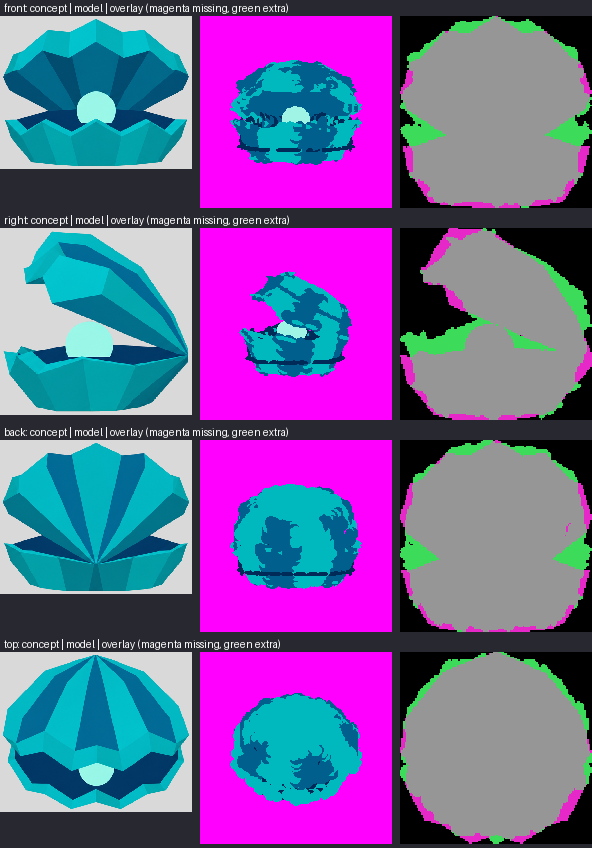 front: concept | model | overlay (magenta missing, green extra)
right: concept | model | overlay (magenta missing, green extra)
back: concept | model | overlay (magenta missing, green extra)
top: concept | model | overlay (magenta missing, green extra)